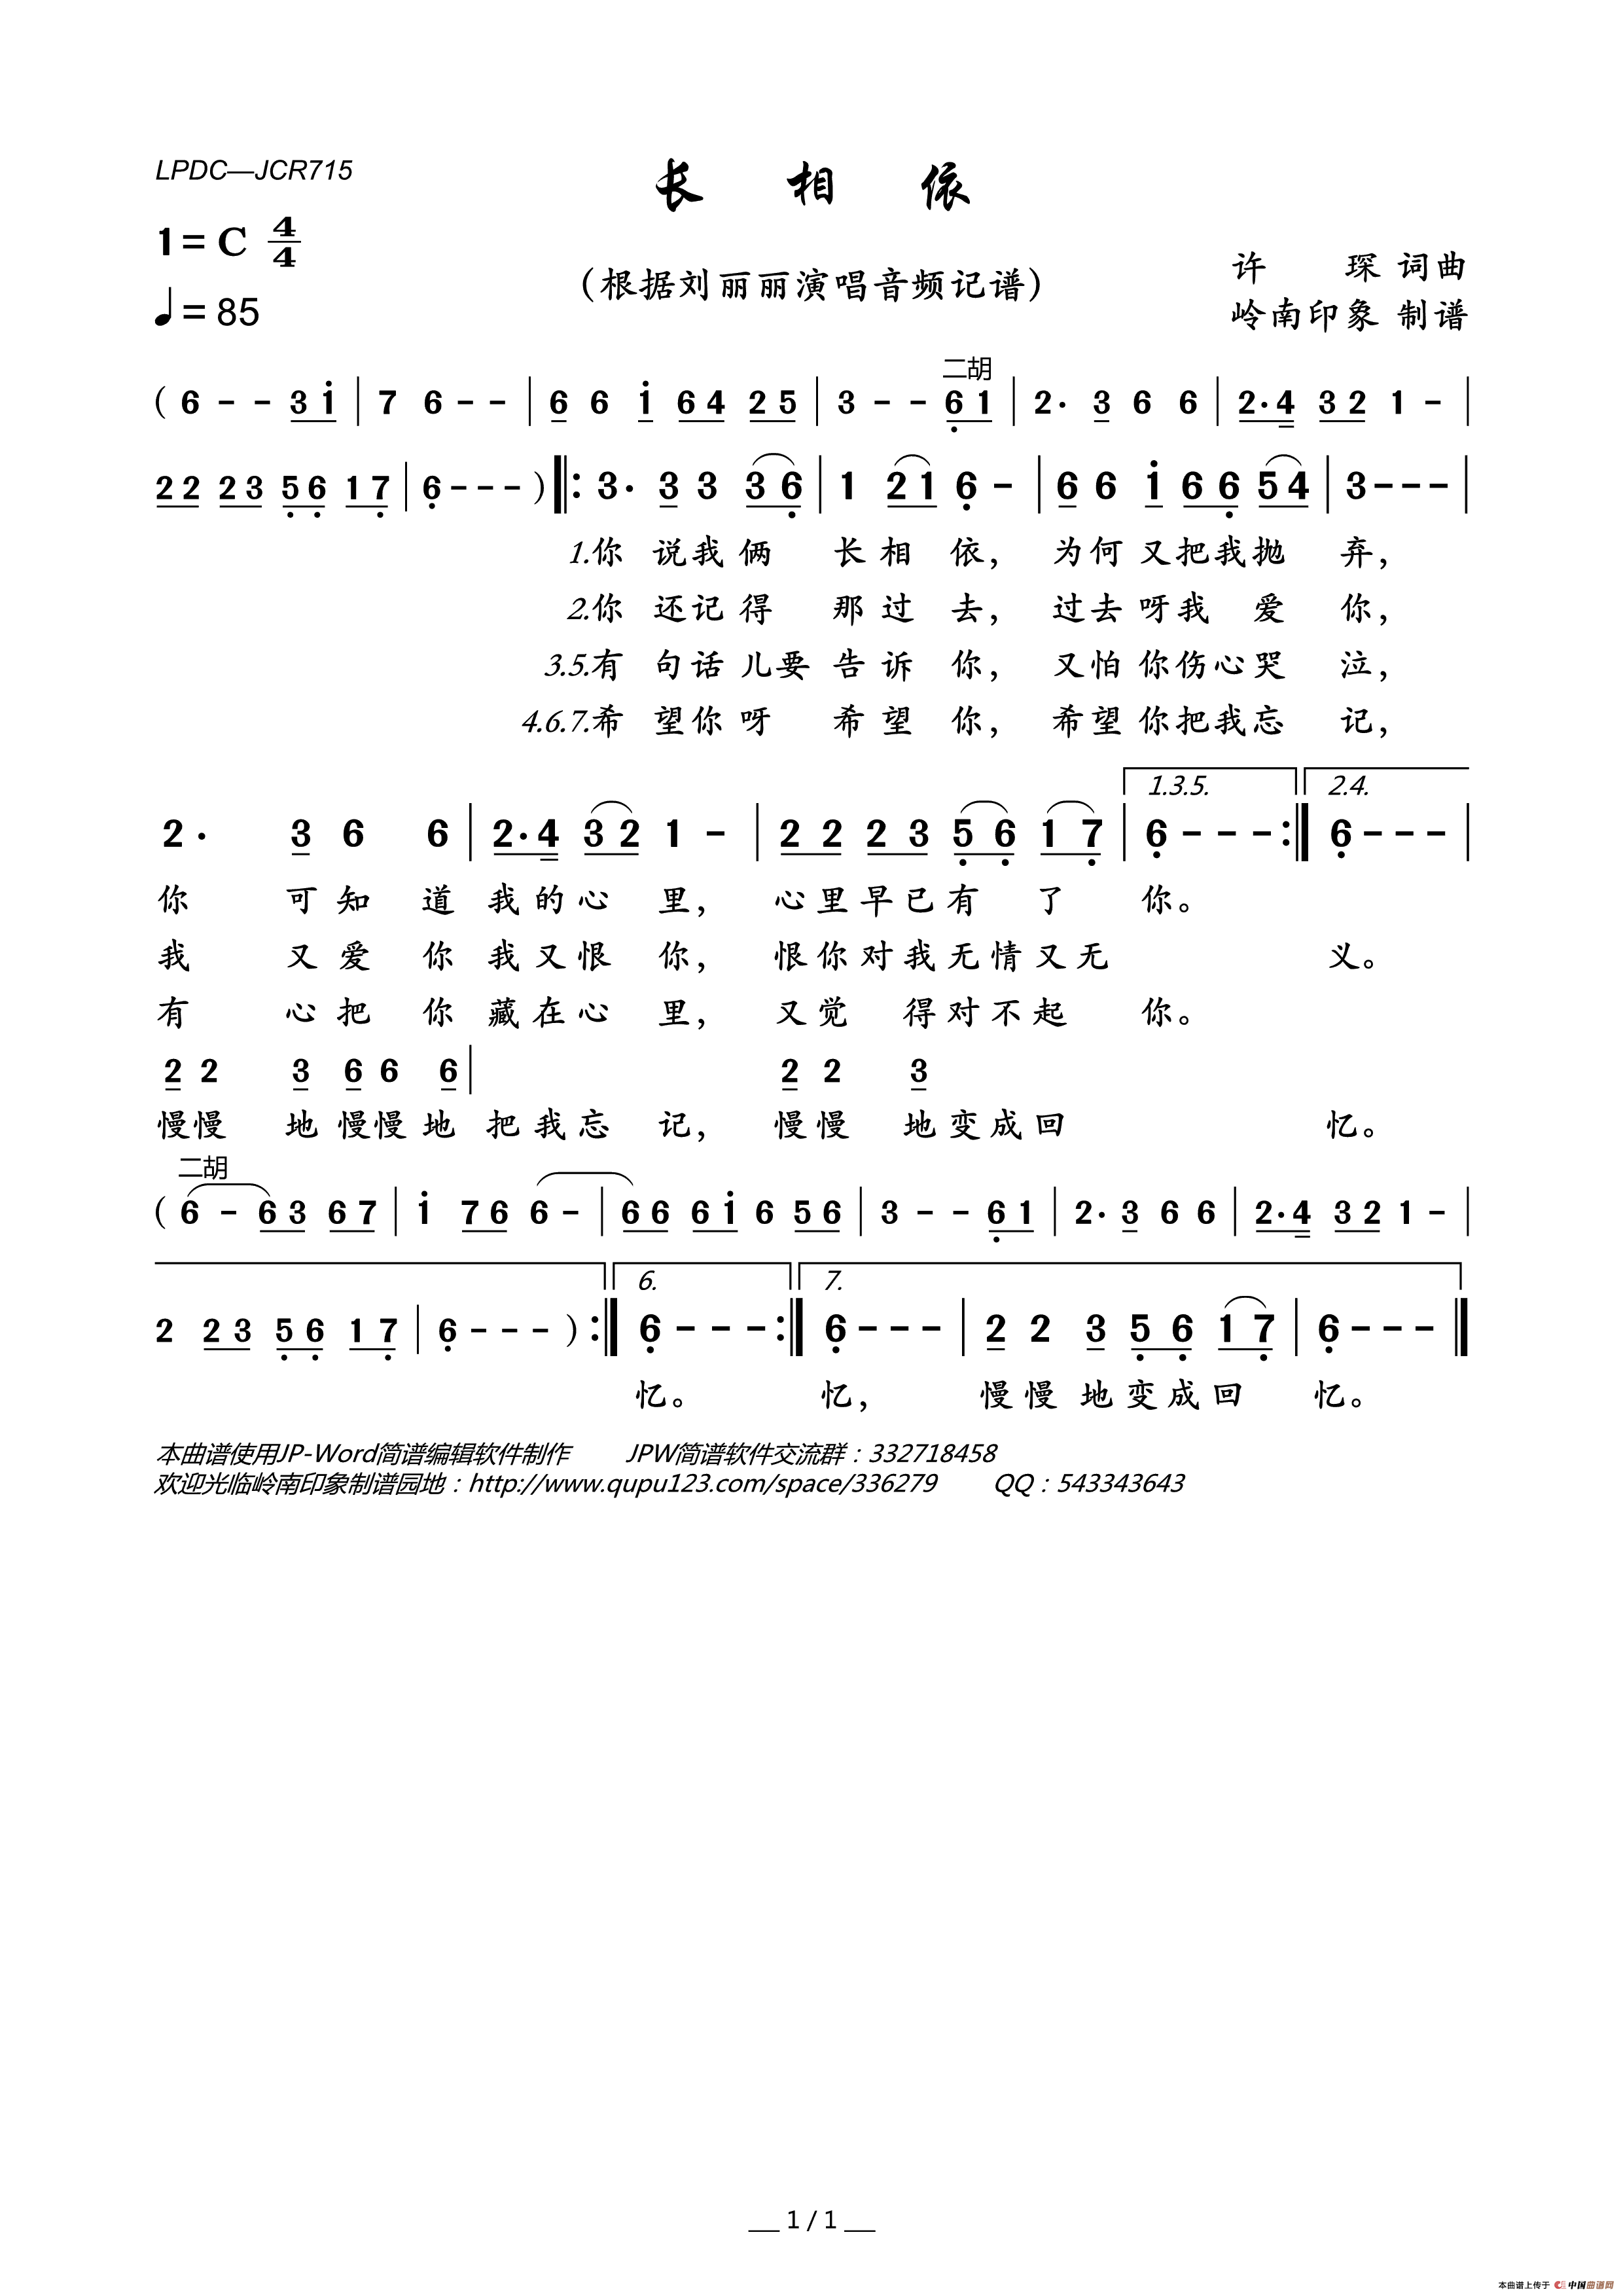 LPDC—JCR715
长 相 依
1= C 4/4
（根据刘丽丽演唱音频记谱）
许 琛 词曲
♩= 85
岭南印象 制谱
二胡
( 6 - - 3 i | 7 6 - - | 6 6 i 6 4 2 5 | 3 - - 6 1 | 2· 3 6 6 | 2·4 3 2 1 - |
2 2 2 3 5 6 1 7 | 6 - - - ) ‖: 3· 3 3 3 6 | 1 2 1 6 - | 6 6 i 6 6 5 4 | 3 - - - |
1.你 说我 俩 长 相 依， 为何 又把我抛 弃，
2.你 还记 得 那 过 去， 过去 呀我 爱 你，
3.5.有 句话 儿要 告 诉 你， 又怕 你伤心哭 泣，
4.6.7.希 望你 呀 希 望 你， 希望 你把我忘 记，
1.3.5. 2.4.
2· 3 6 6 | 2·4 3 2 1 - | 2 2 2 3 5 6 1 7 | 6 - - - :‖ 6 - - - |
你 可 知 道 我的心 里， 心里早已有 了 你。
我 又 爱 你 我又恨 你， 恨你对我无情又无 义。
有 心 把 你 藏在心 里， 又觉 得对不起 你。
2 2 3 6 6 6 | 2 2 3
慢慢 地 慢慢 地 把我忘 记， 慢慢 地变成回 忆。
二胡
( 6 - 6 3 6 7 | i 7 6 6 - | 6 6 6 i 6 5 6 | 3 - - 6 1 | 2· 3 6 6 | 2·4 3 2 1 - |
6. 7.
2 2 3 5 6 1 7 | 6 - - - ) :‖ 6 - - - :‖ 6 - - - | 2 2 3 5 6 1 7 | 6 - - - ‖
忆。 忆， 慢慢 地变成回 忆。
本曲谱使用JP-Word简谱编辑软件制作 JPW简谱软件交流群：332718458
欢迎光临岭南印象制谱园地：http://www.qupu123.com/space/336279 QQ：543343643
1 / 1
本曲谱上传于 中国曲谱网